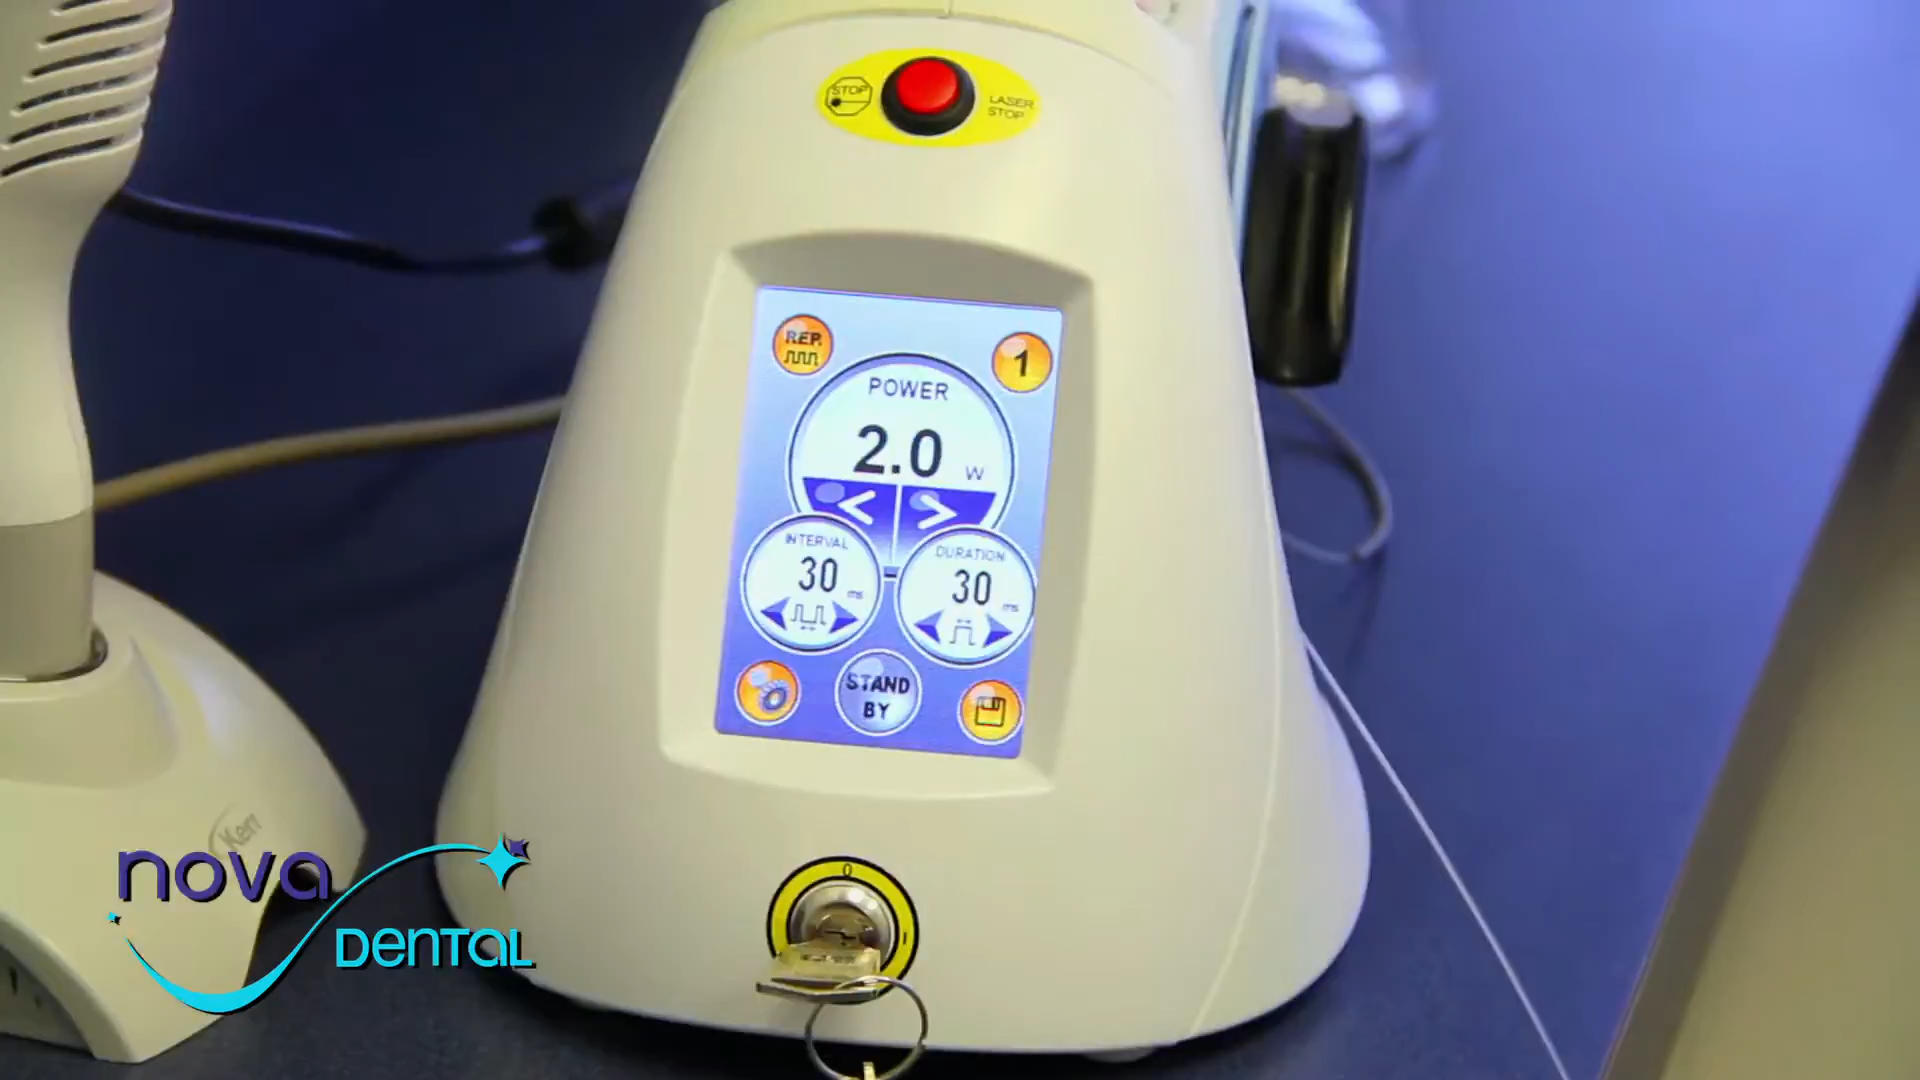 STOP
LASER
STOP
REP.
1
POWER
2.0 W
INTERVAL
30 ms
DURATION
30 ms
STAND
BY
0
Kerr
nova
DENTAL